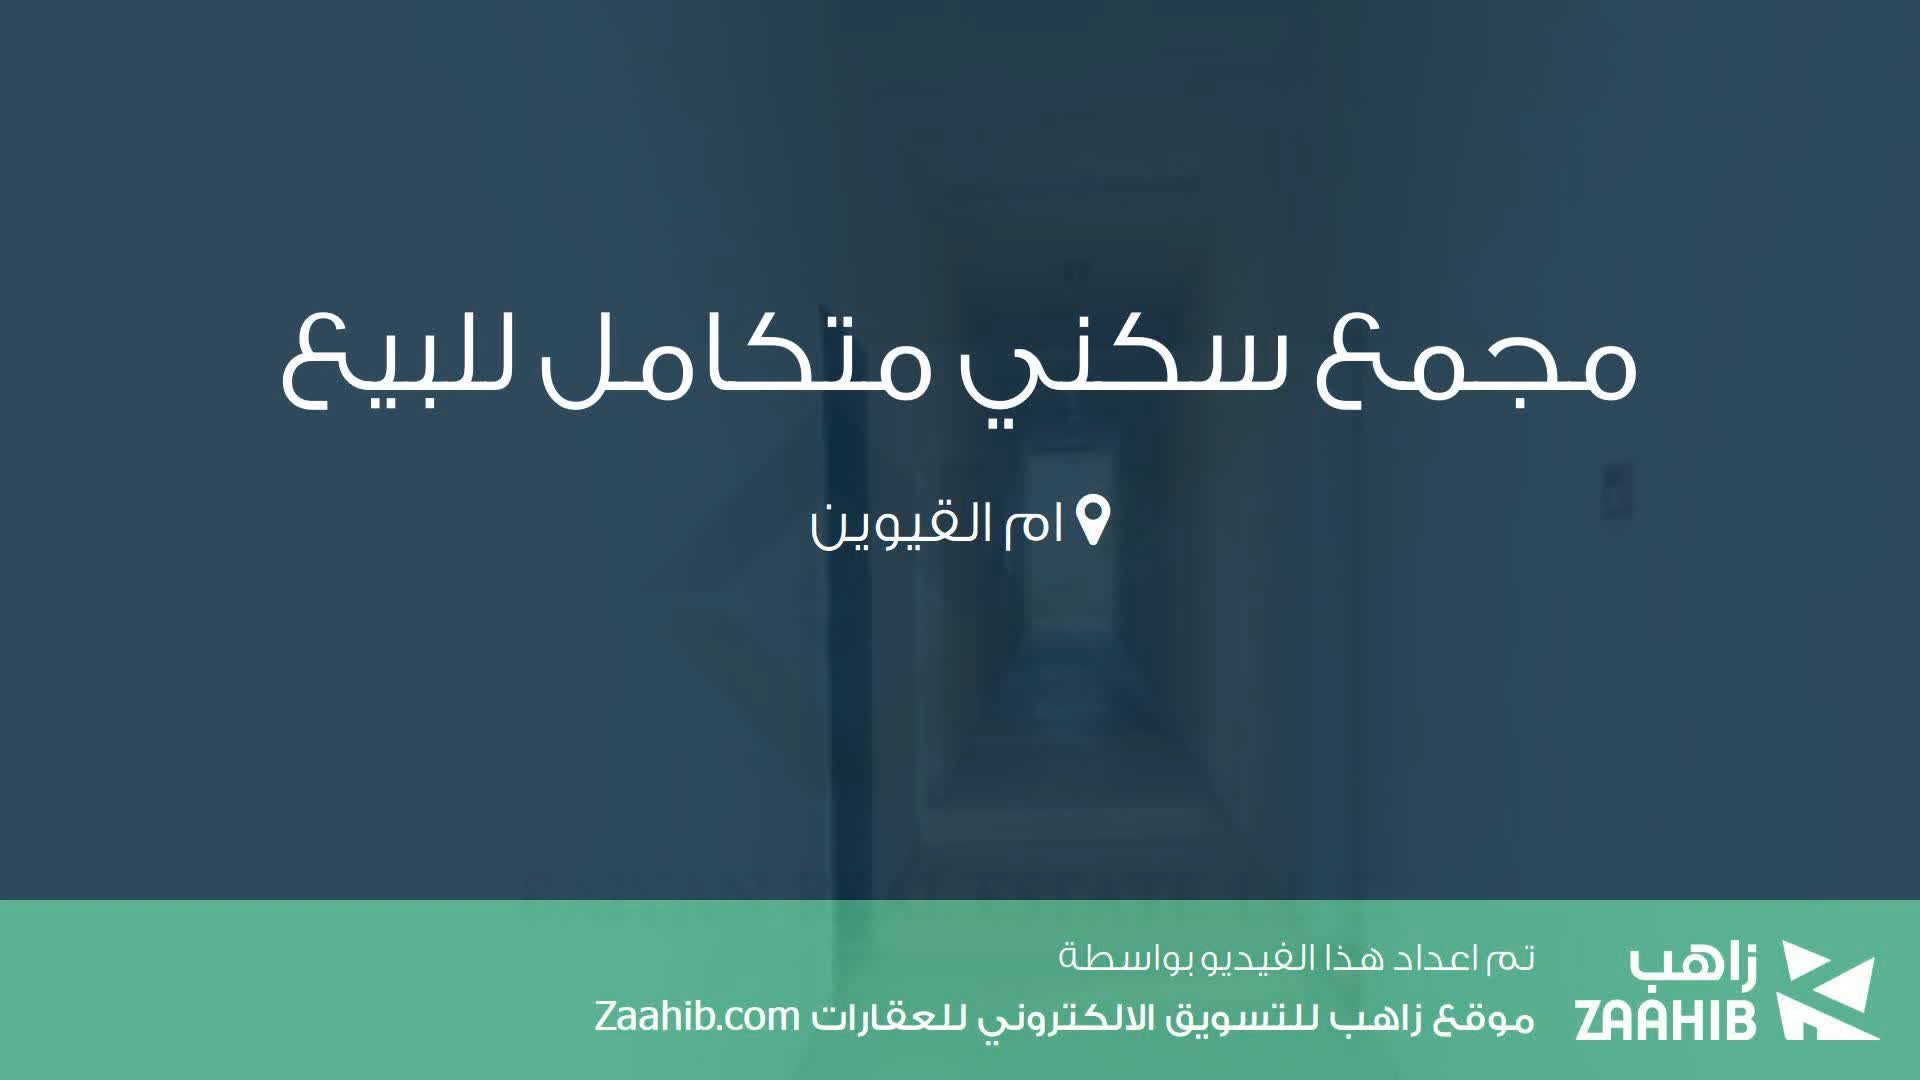 مجمع سكني متكامل للبيع
ام القيوين
تم اعداد هذا الفيديو بواسطة
موقع زاهب للتسويق الالكتروني للعقارات Zaahib.com
زاهب
ZAAHIB